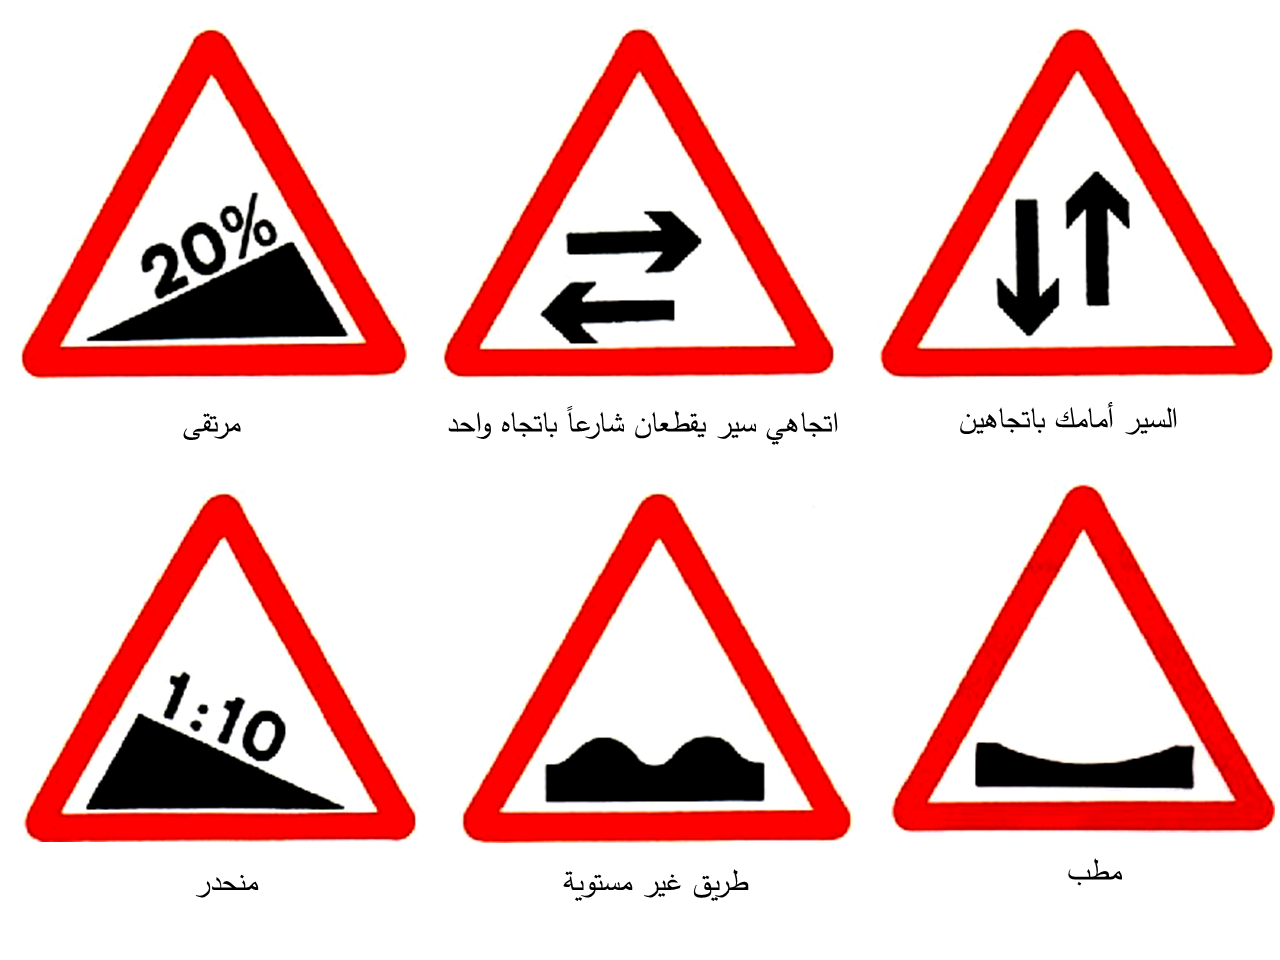 20%
السير أمامك باتجاهين
اتجاهي سير يقطعان شارعاً باتجاه واحد
مرتقى
1:10
مطب
طريق غير مستوية
منحدر